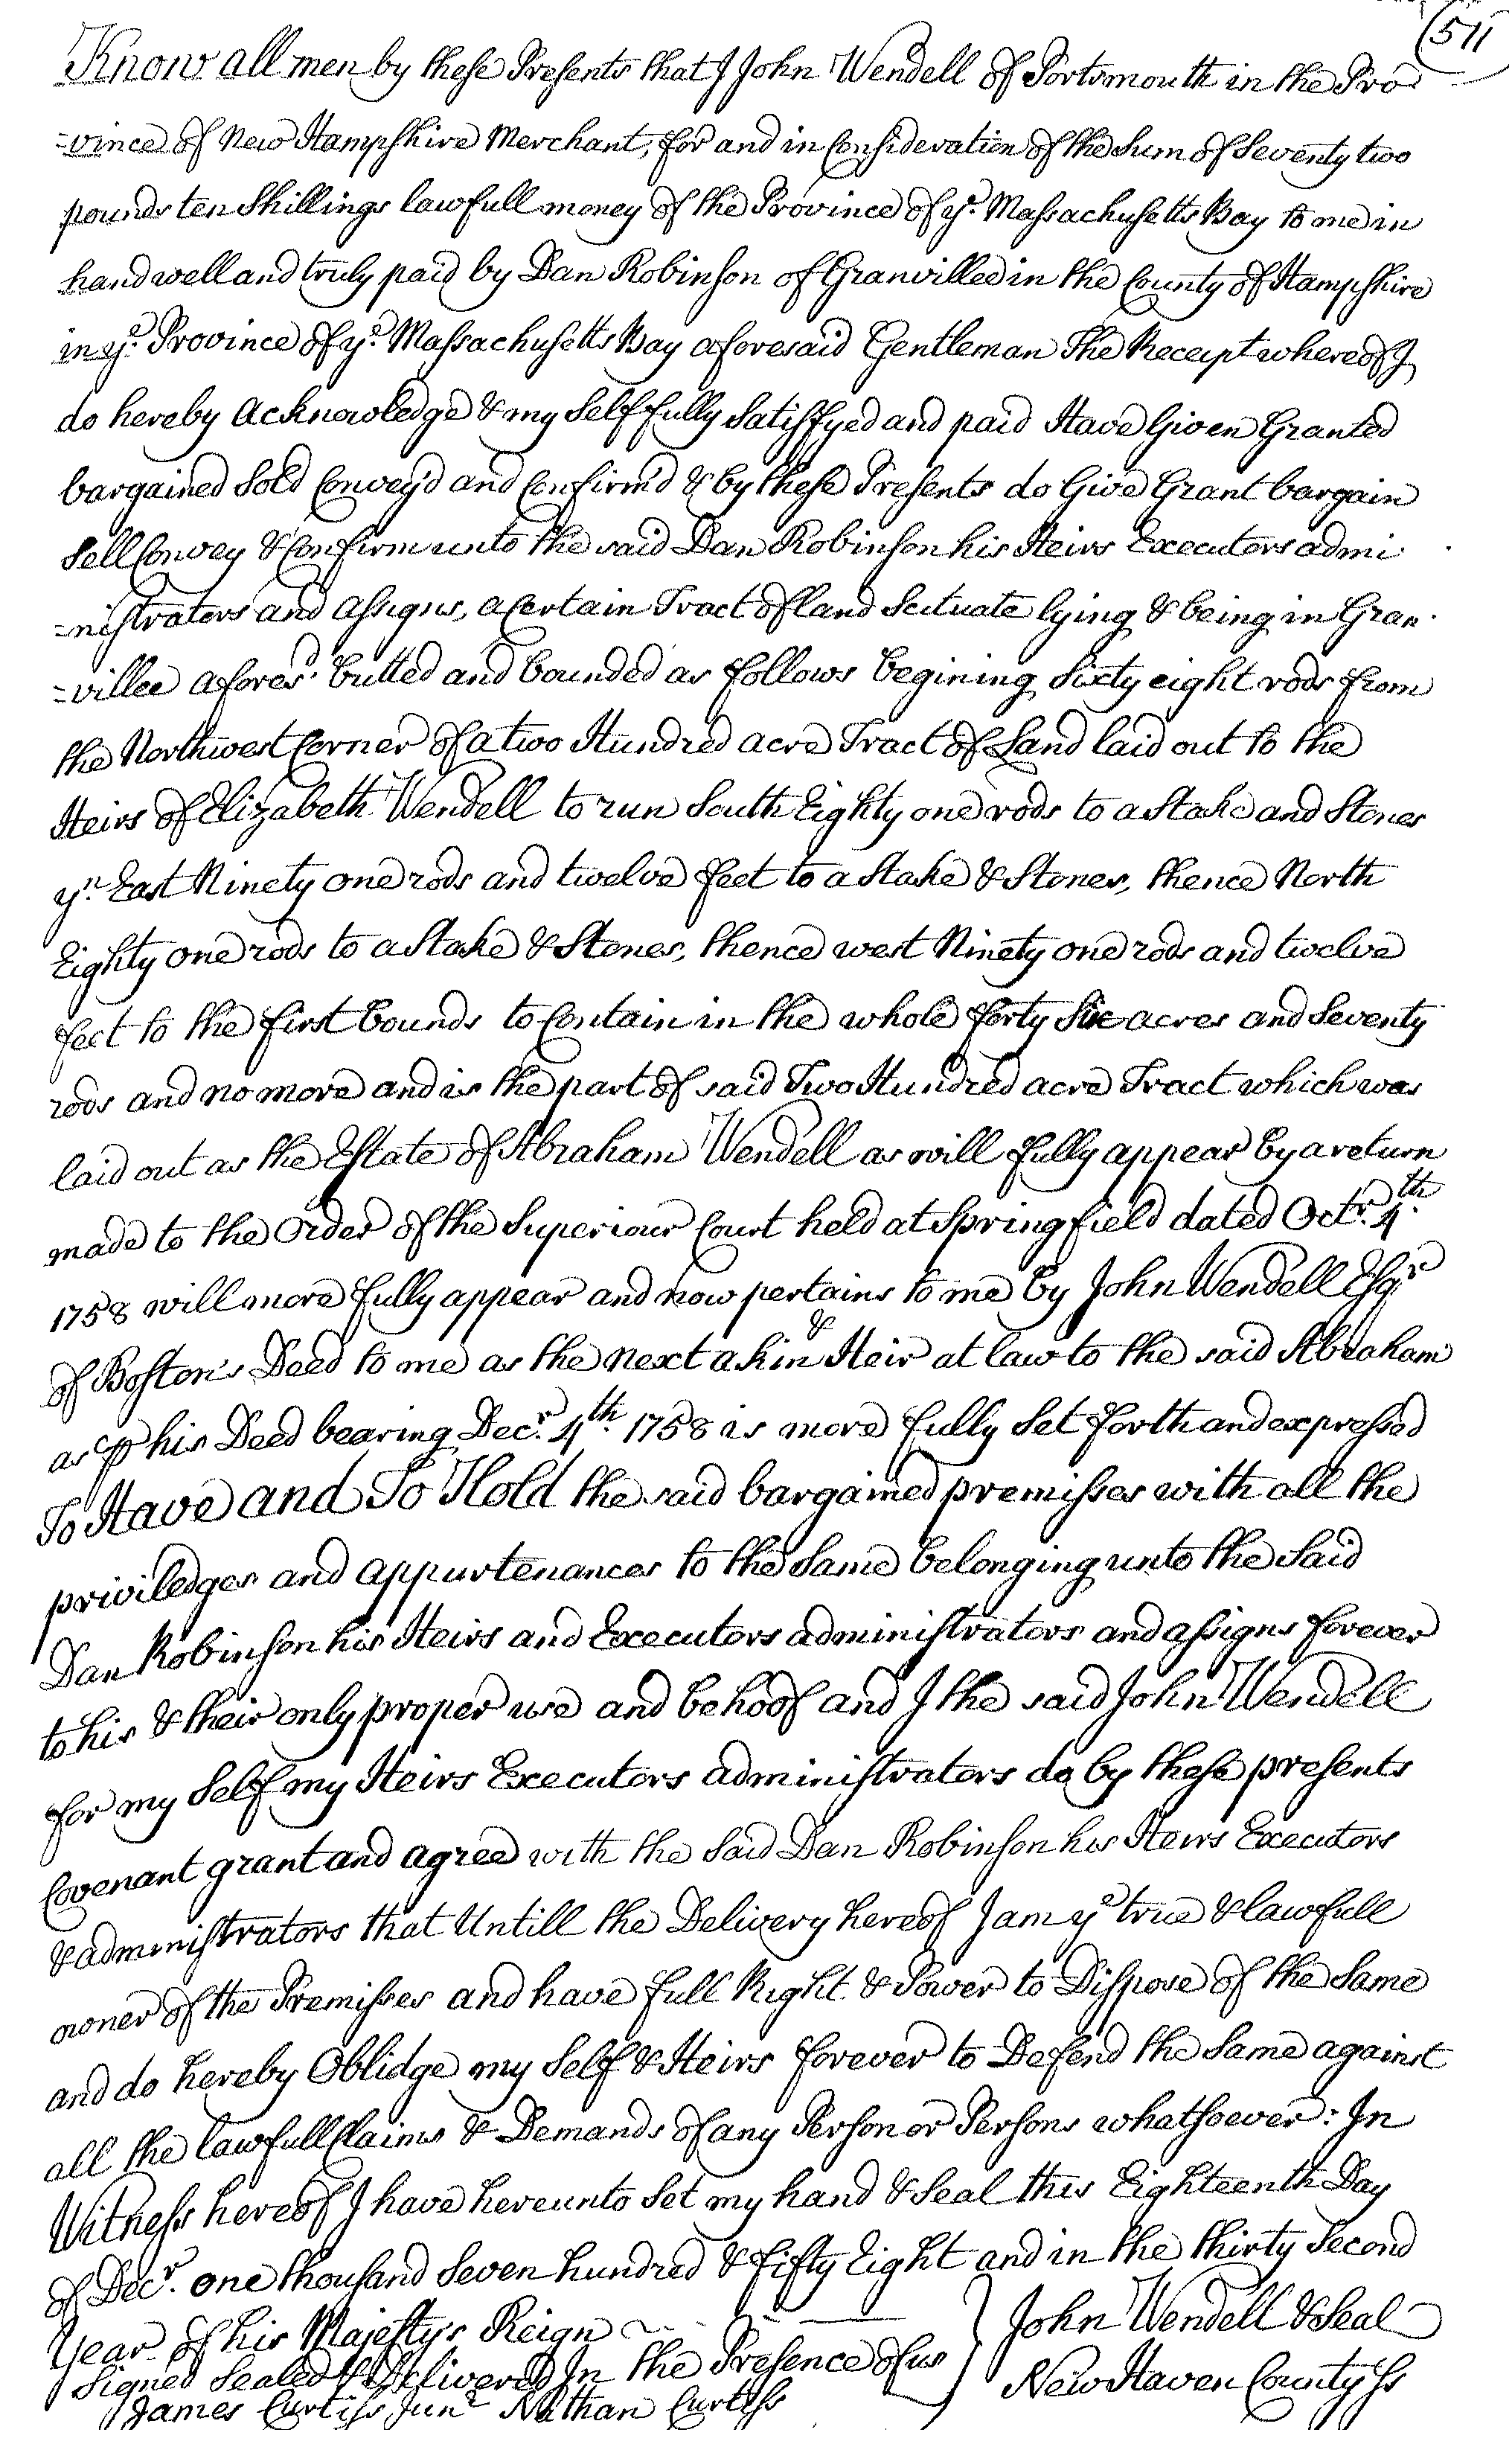 (511
Know all men by these Presents that I John Wendell of Portsmouth in the Pro
=vince of New Hampshire Merchant, for and in Consideration of the Sum of Seventy two
pounds ten Shillings lawfull money of the Province of ye. Massachusetts Bay to me in
hand well and truly paid by Dan Robinson of Granville in the County of Hampshire
in ye. Province of ye. Massachusetts Bay aforesaid Gentleman The Receipt whereof I
do hereby Acknowledge & my Self fully Satisfyed and paid Have Given Granted
bargained Sold Convey'd and Confirm'd & by these Presents do Give Grant bargain
Sell Convey & Confirm unto the said Dan Robinson his Heirs Executors admi
=nistrators and assigns, a Certain Tract of land Scituate lying & being in Gran
=ville afores.d butted and bounded as follows begining Sixty eight rods from
the Northwest Corner of a two Hundred acre Tract of Land laid out to the
Heirs of Elizabeth Wendell to run South Eighty one rods to a Stake and Stones
yn. East Ninety one rods and twelve feet to a Stake & Stones, thence North
Eighty one rods to a Stake & Stones, thence west Ninety one rods and twelve
feet to the first bounds to Contain in the whole forty Six acres and Seventy
rods and no more and is the part of said Two Hundred acre Tract which was
laid out as the Estate of Abraham Wendell as will fully appear by a return
made to the Order of the Superiour Court held at Springfield dated Octr. 4th.
1758 will more fully appear and now pertains to me by John Wendell Esqr
of Boston's Deed to me as the next akin & Heir at law to the said Abraham
as ⅌ his Deed bearing Decr. 4th. 1758 is more fully Set forth and expressed
To Have and To Hold the said bargained premisses with all the
priviledges and appurtenances to the Same belonging unto the Said
Dan Robinson his Heirs and Executors administrators and assigns forever
to his & their only proper use and behoof and I the said John Wendell
for my Self my Heirs Executors administrators do by these presents
Covenant grant and agree with the Said Dan Robinson his Heirs Executors
& administrators that Untill the Delivery hereof I am ye true & lawfull
owner of the Premisses and have full Right & Power to Dispose of the Same
and do hereby Oblidge my Self & Heirs forever to Defend the Same against
all the lawfull Claims & Demands of any Person or Persons whatsoever: In
Witness hereof I have hereunto Set my hand & Seal this Eighteenth Day
of Decr. one thousand Seven hundred & fifty Eight and in the thirty Second
Year of his Majestys Reign
Signed Sealed & Delivered In the Presence of us
James Curtiss Junr Nathan Curtiss
John Wendell & Seal
New Haven County Ss